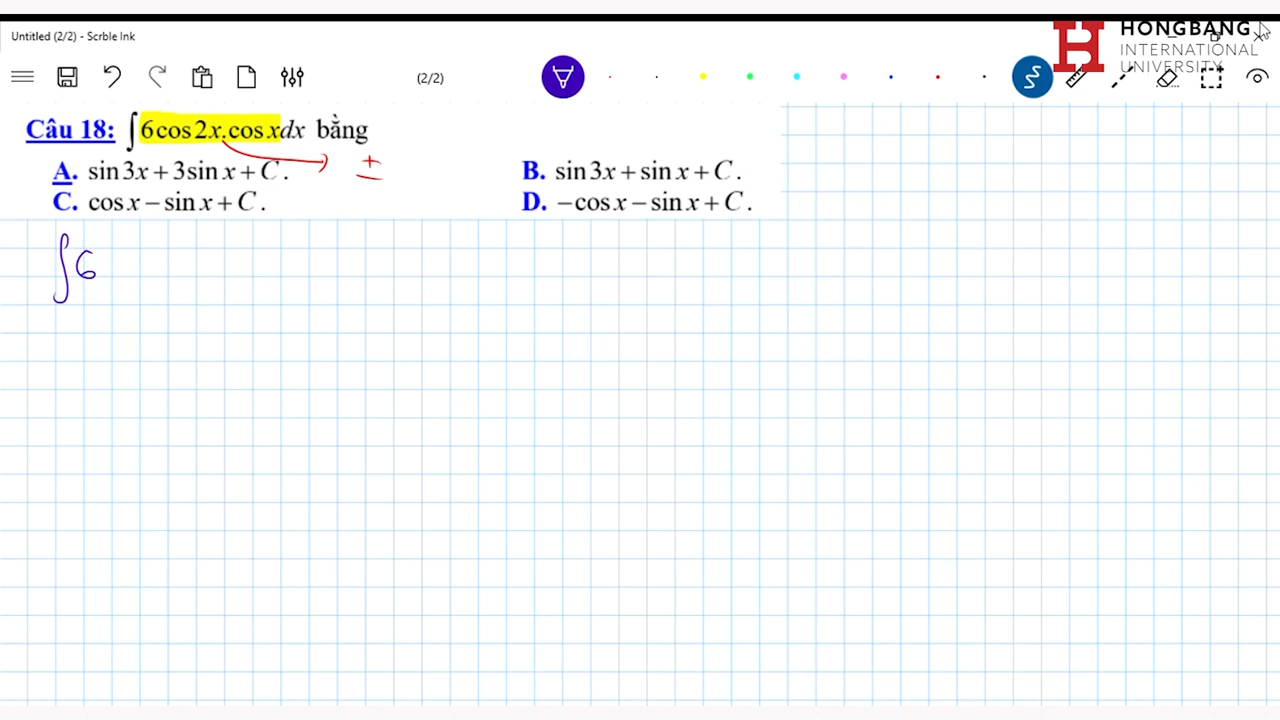 Untitled (2/2) - Scrble Ink
HONGBANG
INTERNATIONAL
UNIVERSITY
(2/2)
Câu 18: ∫6cos2x.cosxdx bằng
A. sin3x+3sinx+C. ±
B. sin3x+sinx+C.
C. cosx−sinx+C.
D. −cosx−sinx+C.
∫6